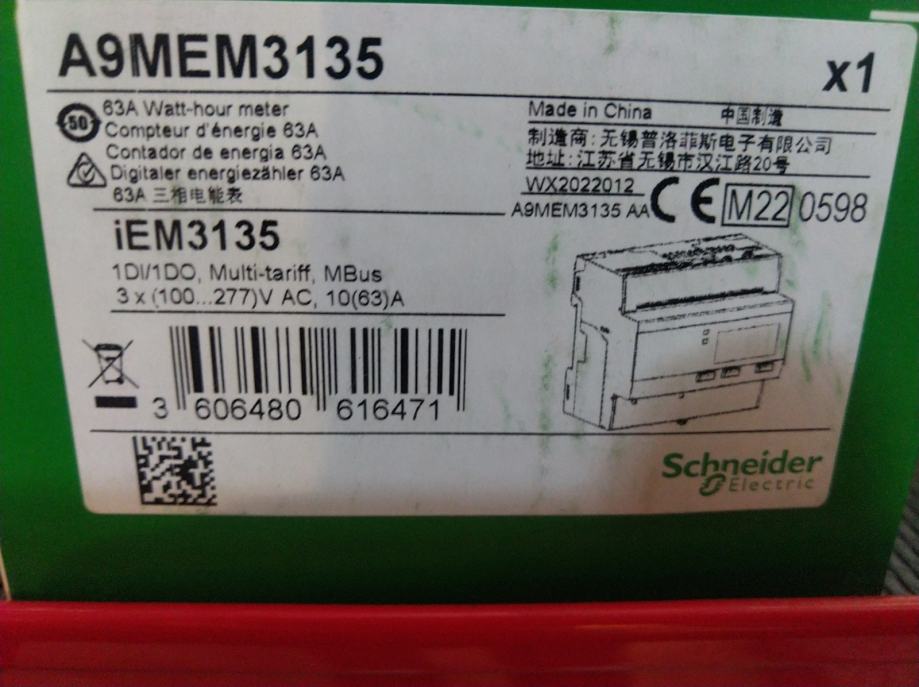 A9MEM3135
x1
50
63A Watt-hour meter
Compteur d'énergie 63A
Contador de energia 63A
Digitaler energiezähler 63A
63A 三相电能表
Made in China 中国制造
制造商: 无锡普洛菲斯电子有限公司
地址: 江苏省无锡市汉江路20号
WX2022012
A9MEM3135 AA
CE M22 0598
iEM3135
1DI/1DO, Multi-tariff, MBus
3 x (100...277)V AC, 10(63)A
3 606480 616471
Schneider
Electric